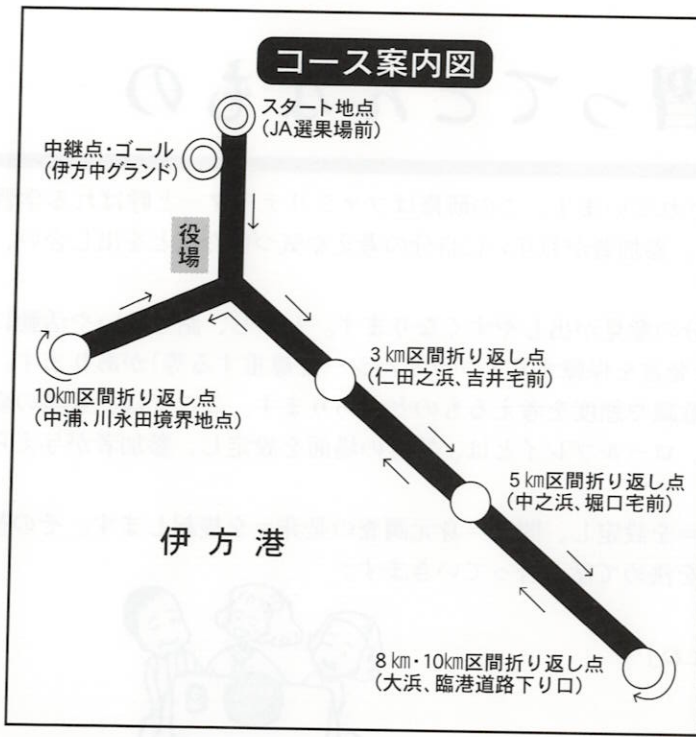 コース案内図
スタート地点
(JA選果場前)
中継点・ゴール
(伊方中グランド)
役場
3km区間折り返し点
(仁田之浜、吉井宅前)
10km区間折り返し点
(中浦、川永田境界地点)
5km区間折り返し点
(中之浜、堀口宅前)
伊方港
8km・10km区間折り返し点
(大浜、臨港道路下り口)